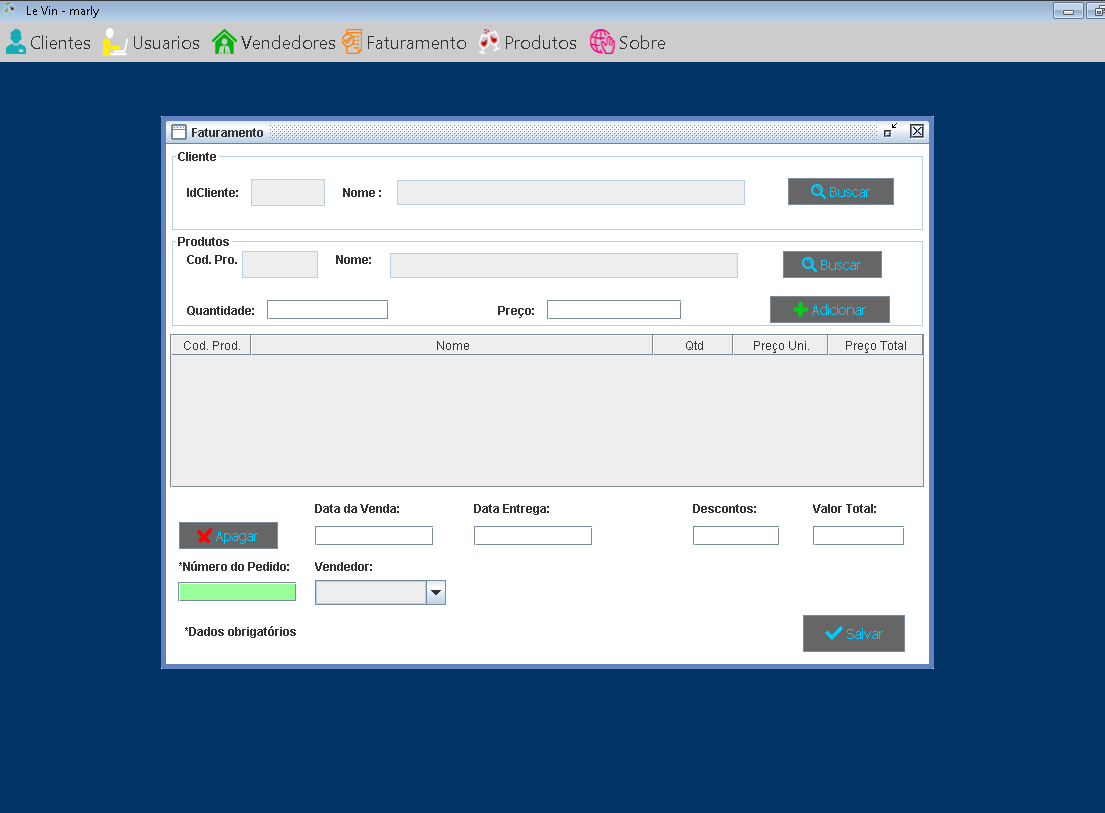 Le Vin - marly
Clientes Usuarios Vendedores Faturamento Produtos Sobre
Faturamento
Cliente
IdCliente: Nome : Buscar
Produtos
Cod. Pro. Nome: Buscar
Quantidade: Preço: Adicionar
Cod. Prod. Nome Qtd Preço Uni. Preço Total
Data da Venda: Data Entrega: Descontos: Valor Total:
Apagar
*Número do Pedido: Vendedor:
*Dados obrigatórios
Salvar